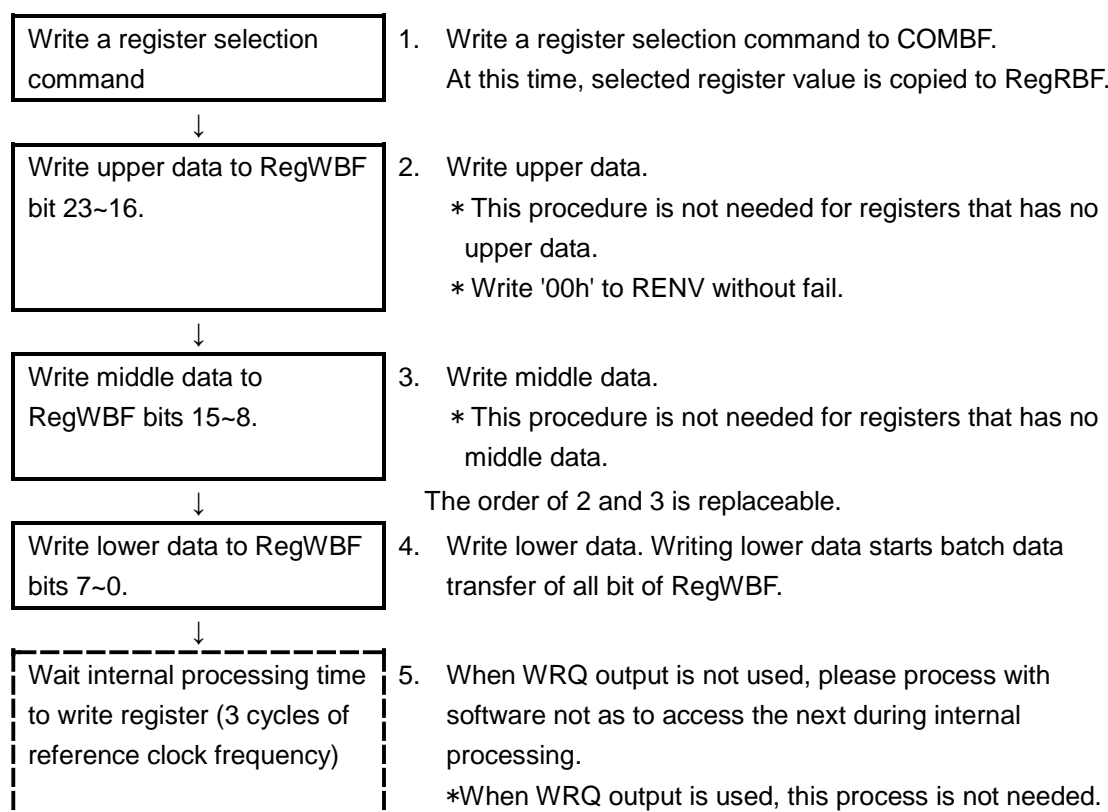 Write a register selection
command
1. Write a register selection command to COMBF.
At this time, selected register value is copied to RegRBF.
↓
Write upper data to RegWBF
bit 23~16.
2. Write upper data.
* This procedure is not needed for registers that has no
upper data.
* Write '00h' to RENV without fail.
↓
Write middle data to
RegWBF bits 15~8.
3. Write middle data.
* This procedure is not needed for registers that has no
middle data.
The order of 2 and 3 is replaceable.
↓
Write lower data to RegWBF
bits 7~0.
4. Write lower data. Writing lower data starts batch data
transfer of all bit of RegWBF.
↓
Wait internal processing time
to write register (3 cycles of
reference clock frequency)
5. When WRQ output is not used, please process with
software not as to access the next during internal
processing.
*When WRQ output is used, this process is not needed.